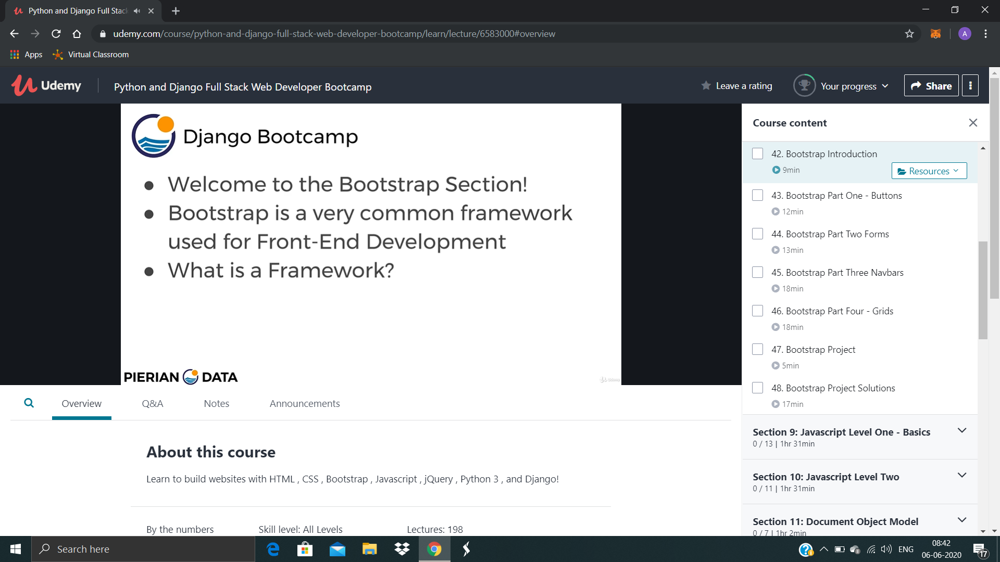 Python and Django Full Stac
udemy.com/course/python-and-django-full-stack-web-developer-bootcamp/learn/lecture/6583000#overview
A
Apps
Virtual Classroom
Udemy
Python and Django Full Stack Web Developer Bootcamp
Leave a rating
Your progress
Share
Django Bootcamp
● Welcome to the Bootstrap Section!
● Bootstrap is a very common framework
used for Front-End Development
● What is a Framework?
PIERIAN DATA
Udemy
Course content
42. Bootstrap Introduction
9min
Resources
43. Bootstrap Part One - Buttons
12min
44. Bootstrap Part Two Forms
13min
45. Bootstrap Part Three Navbars
18min
46. Bootstrap Part Four - Grids
18min
47. Bootstrap Project
5min
48. Bootstrap Project Solutions
17min
Section 9: Javascript Level One - Basics
0 / 13 | 1hr 31min
Section 10: Javascript Level Two
0 / 11 | 1hr 31min
Section 11: Document Object Model
0 / 7 | 1hr 2min
Overview
Q&A
Notes
Announcements
About this course
Learn to build websites with HTML , CSS , Bootstrap , Javascript , jQuery , Python 3 , and Django!
By the numbers
Skill level: All Levels
Lectures: 198
Search here
ENG
08:42
06-06-2020
17